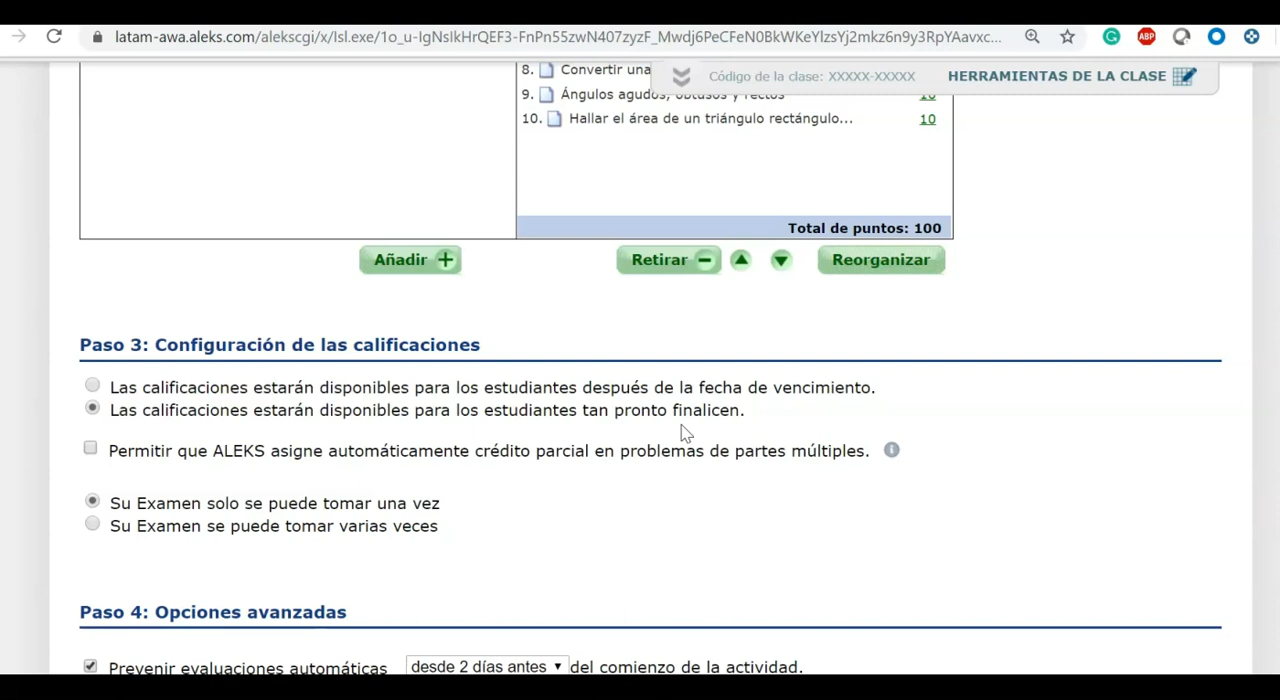 latam-awa.aleks.com/alekscgi/x/Isl.exe/1o_u-IgNsIkHrQEF3-FnPn55zwN407zyzF_Mwdj6PeCFeN0BkWKeYlzsYj2mkz6n9y3RpYAavxc...
ABP
8. Convertir una
Código de la clase: XXXXX-XXXXX
HERRAMIENTAS DE LA CLASE
9. Ángulos agudos, obtusos y rectos 10
10. Hallar el área de un triángulo rectángulo... 10
Total de puntos: 100
Añadir
Retirar
Reorganizar
Paso 3: Configuración de las calificaciones
Las calificaciones estarán disponibles para los estudiantes después de la fecha de vencimiento.
Las calificaciones estarán disponibles para los estudiantes tan pronto finalicen.
Permitir que ALEKS asigne automáticamente crédito parcial en problemas de partes múltiples. i
Su Examen solo se puede tomar una vez
Su Examen se puede tomar varias veces
Paso 4: Opciones avanzadas
Prevenir evaluaciones automáticas desde 2 días antes del comienzo de la actividad.